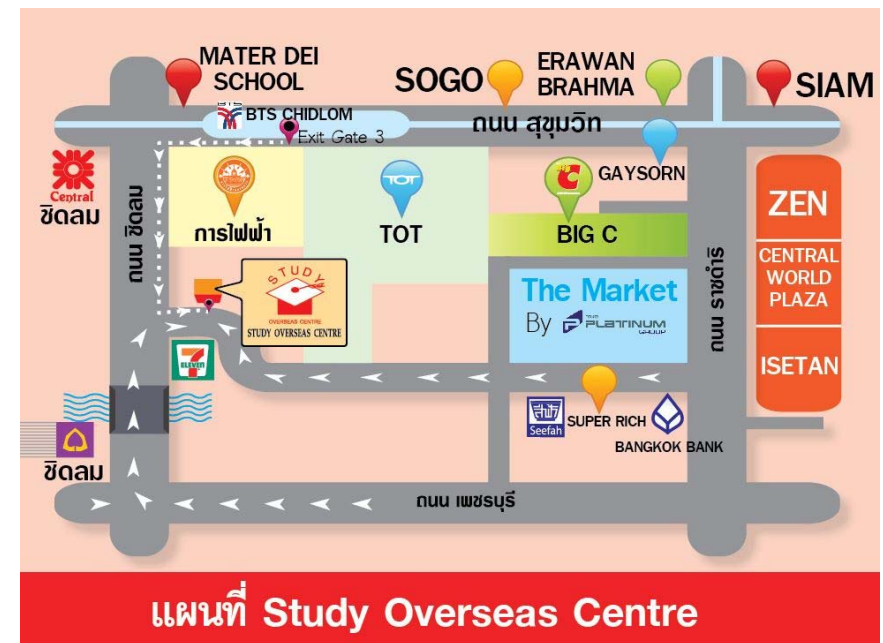 MATER DEI
SCHOOL
SOGO
ERAWAN
BRAHMA
SIAM
BTS CHIDLOM
Exit Gate 3
ถนน สุขุมวิท
Central
ชิดลม
ถนน ชิดลม
การไฟฟ้า
TOT
TOT
BIG C
GAYSORN
ถนน ราชดำริ
ZEN
CENTRAL
WORLD
PLAZA
ISETAN
STUDY
OVERSEAS CENTRE
STUDY OVERSEAS CENTRE
The Market
By THE PLATINUM
GROUP
7
ELEVEN
Seefah
SUPER RICH
BANGKOK BANK
ชิดลม
ถนน เพชรบุรี
แผนที่ Study Overseas Centre